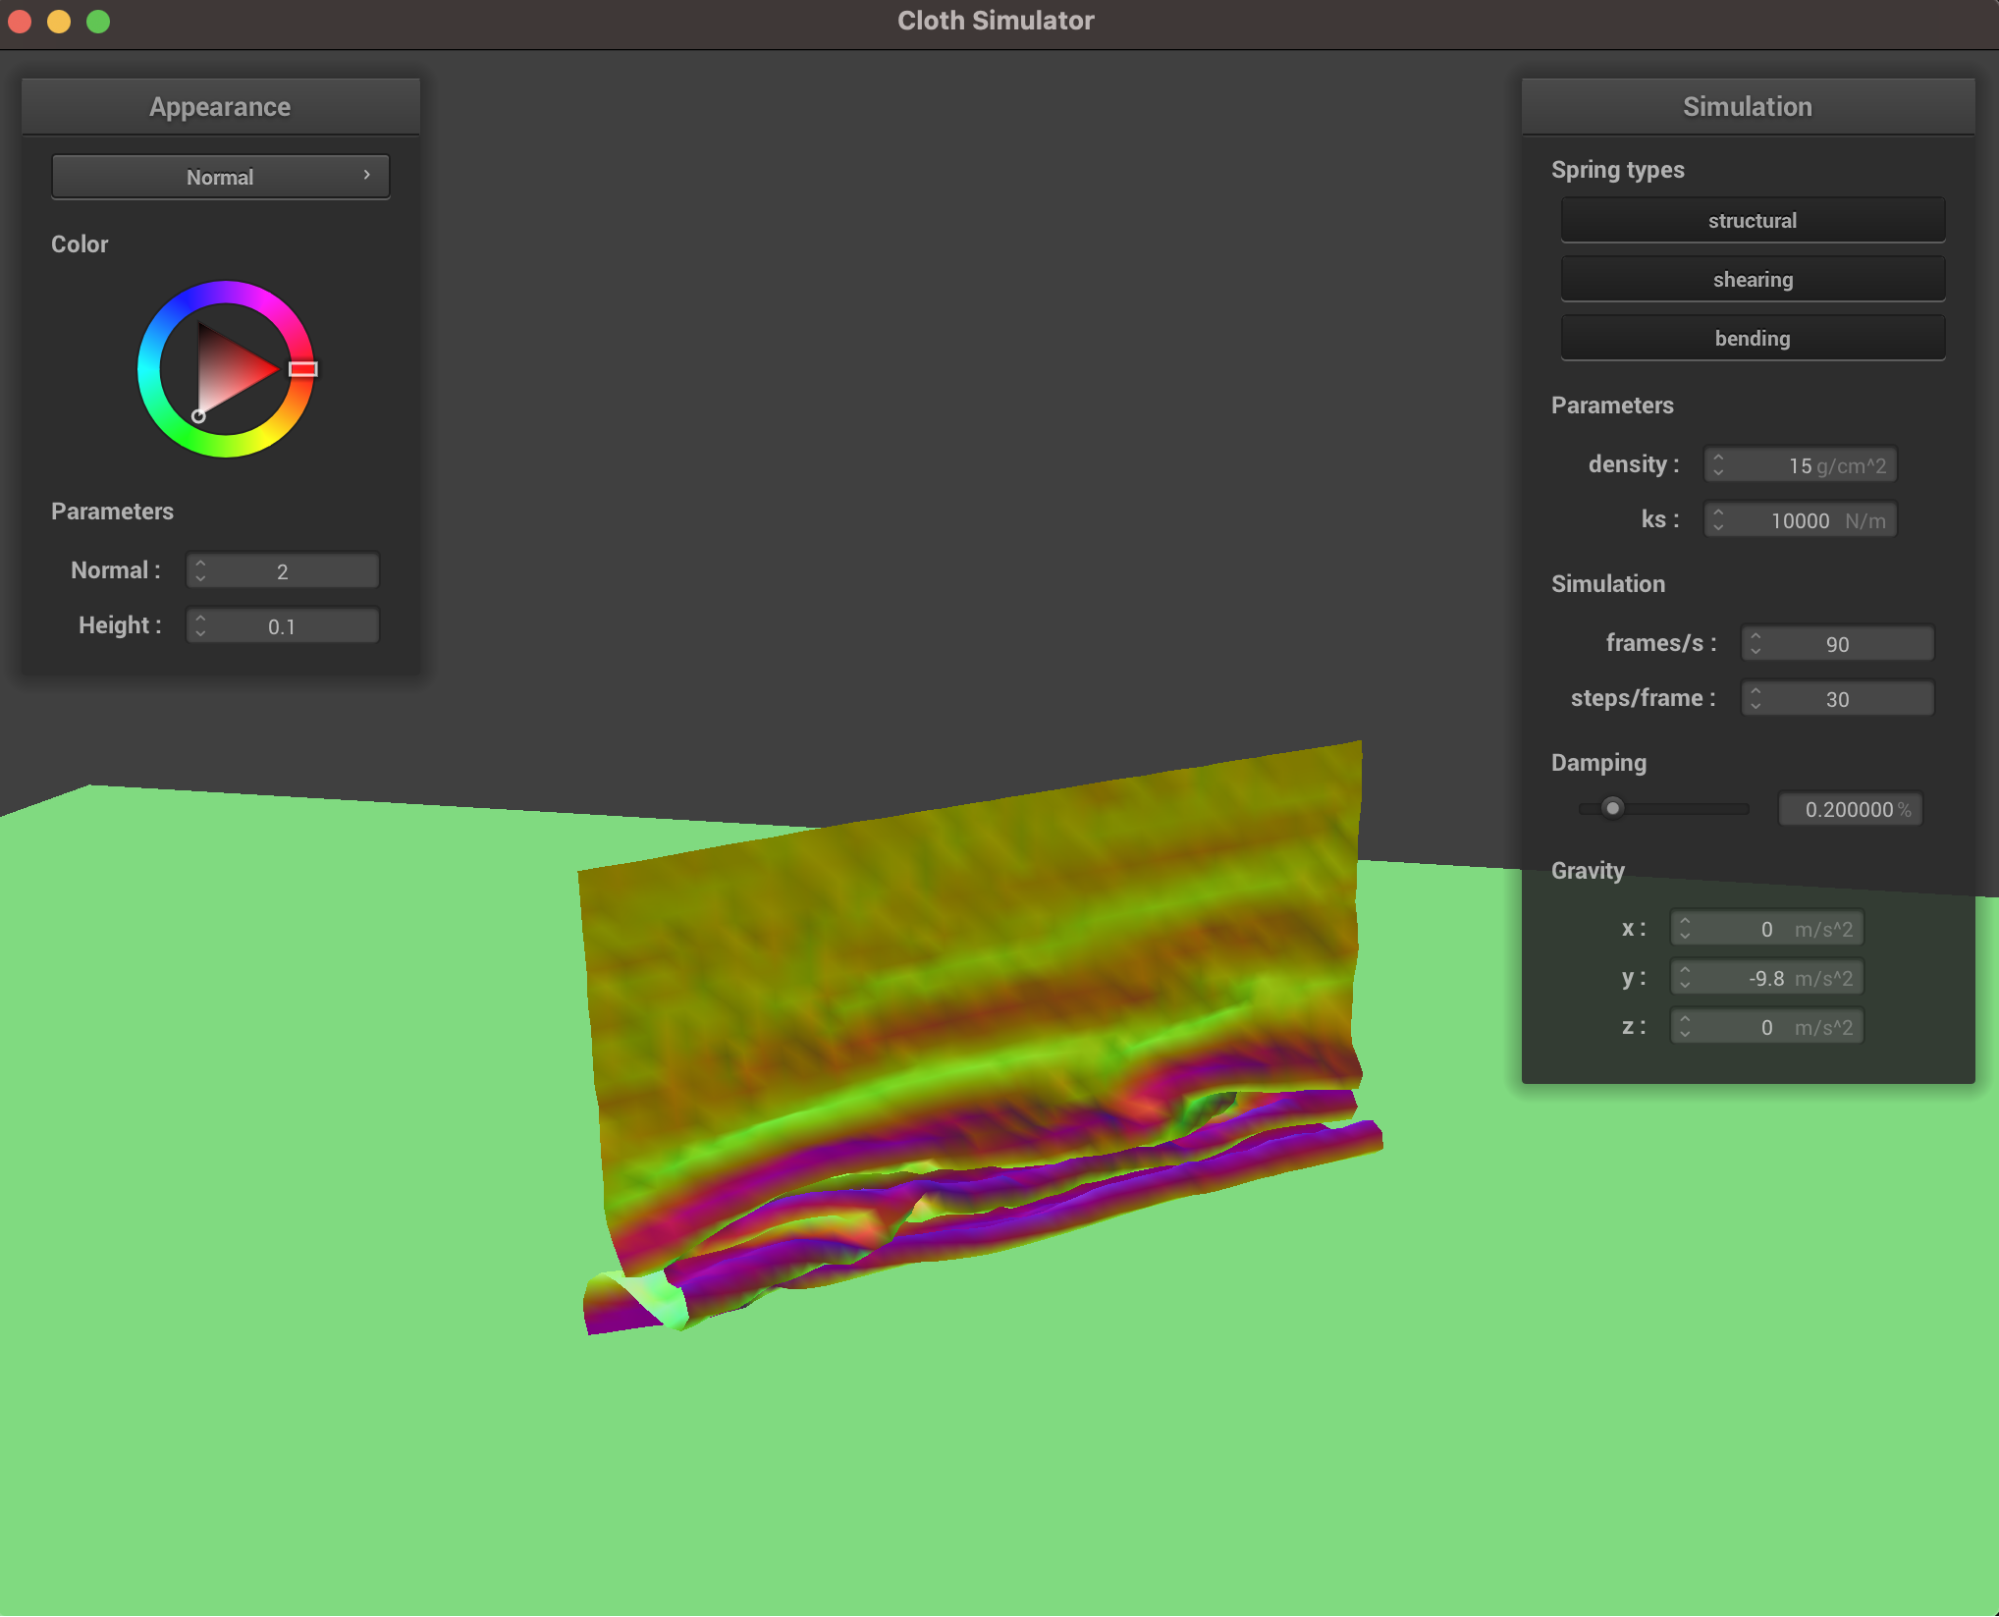 Cloth Simulator
Appearance
Normal
Color
Parameters
Normal : 2
Height : 0.1
Simulation
Spring types
structural
shearing
bending
Parameters
density : 15 g/cm^2
ks : 10000 N/m
Simulation
frames/s : 90
steps/frame : 30
Damping
0.200000 %
Gravity
x : 0 m/s^2
y : -9.8 m/s^2
z : 0 m/s^2